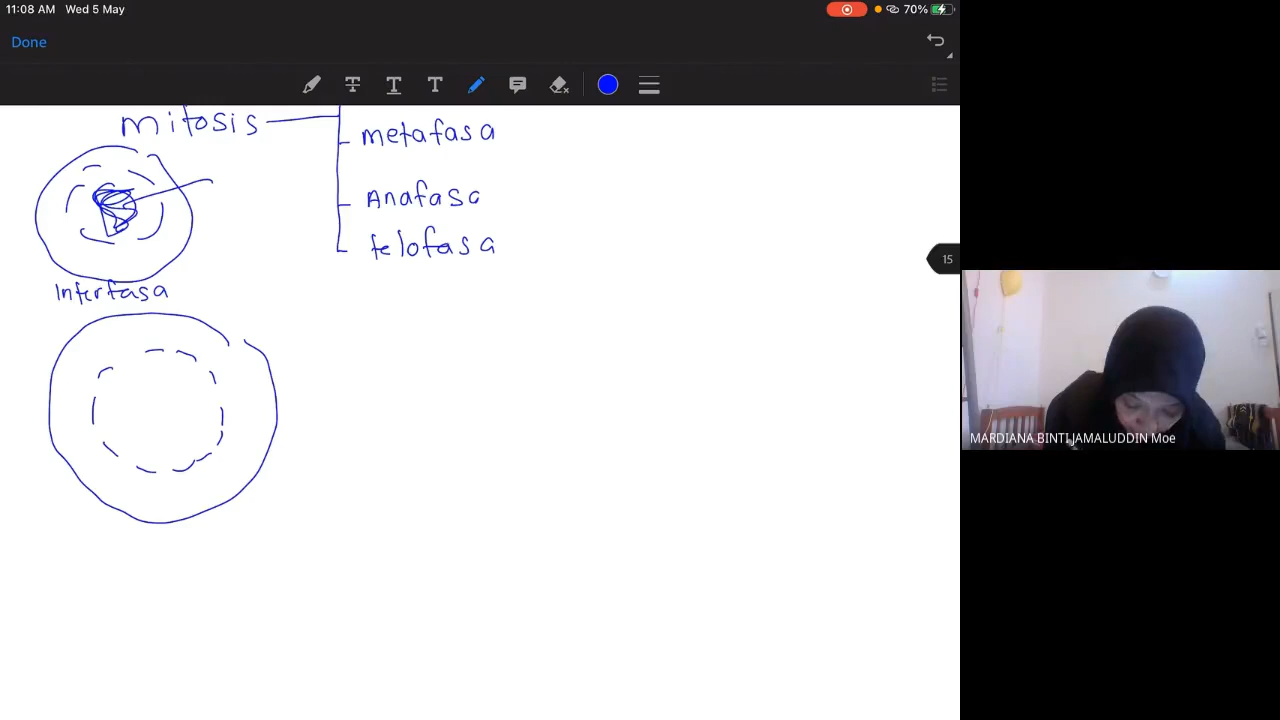 11:08 AM Wed 5 May 70%
Done
T T T
mitosis
metafasa
Anafasa
telofasa
Interfasa
15
MARDIANA BINTI JAMALUDDIN Moe